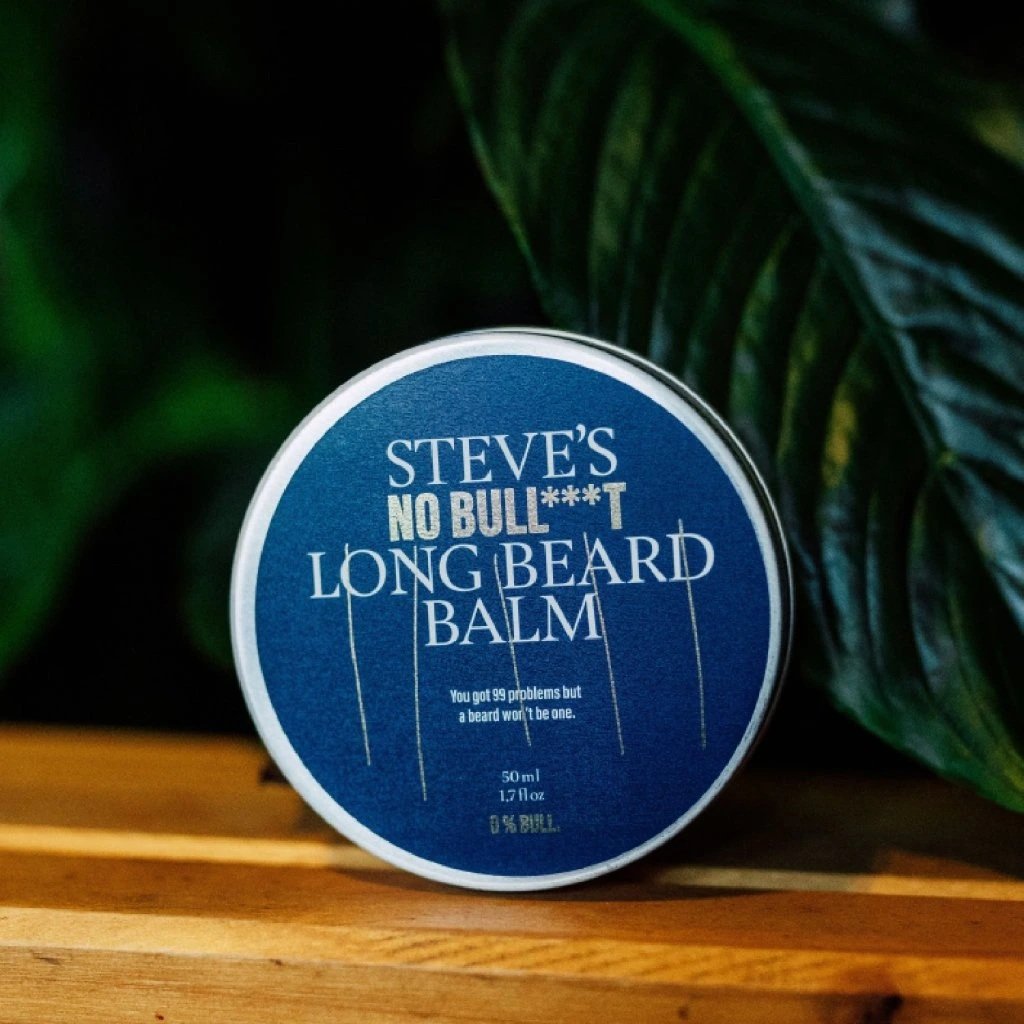 STEVE'S
NO BULL***T
LONG BEARD
BALM
You got 99 problems but
a beard won't be one.
50 ml
1,7 fl oz
0 % BULL.